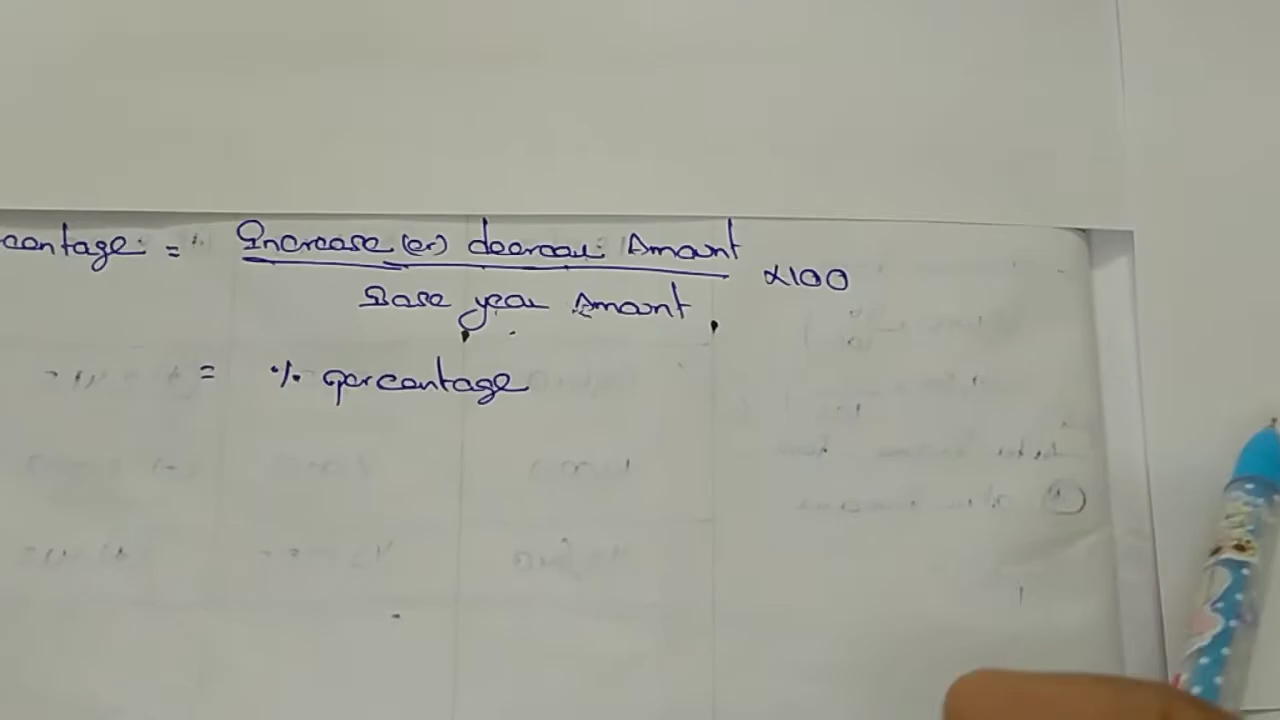 centage = Increase (or) decrease Amount
x100
Base year Amount
= % percentage